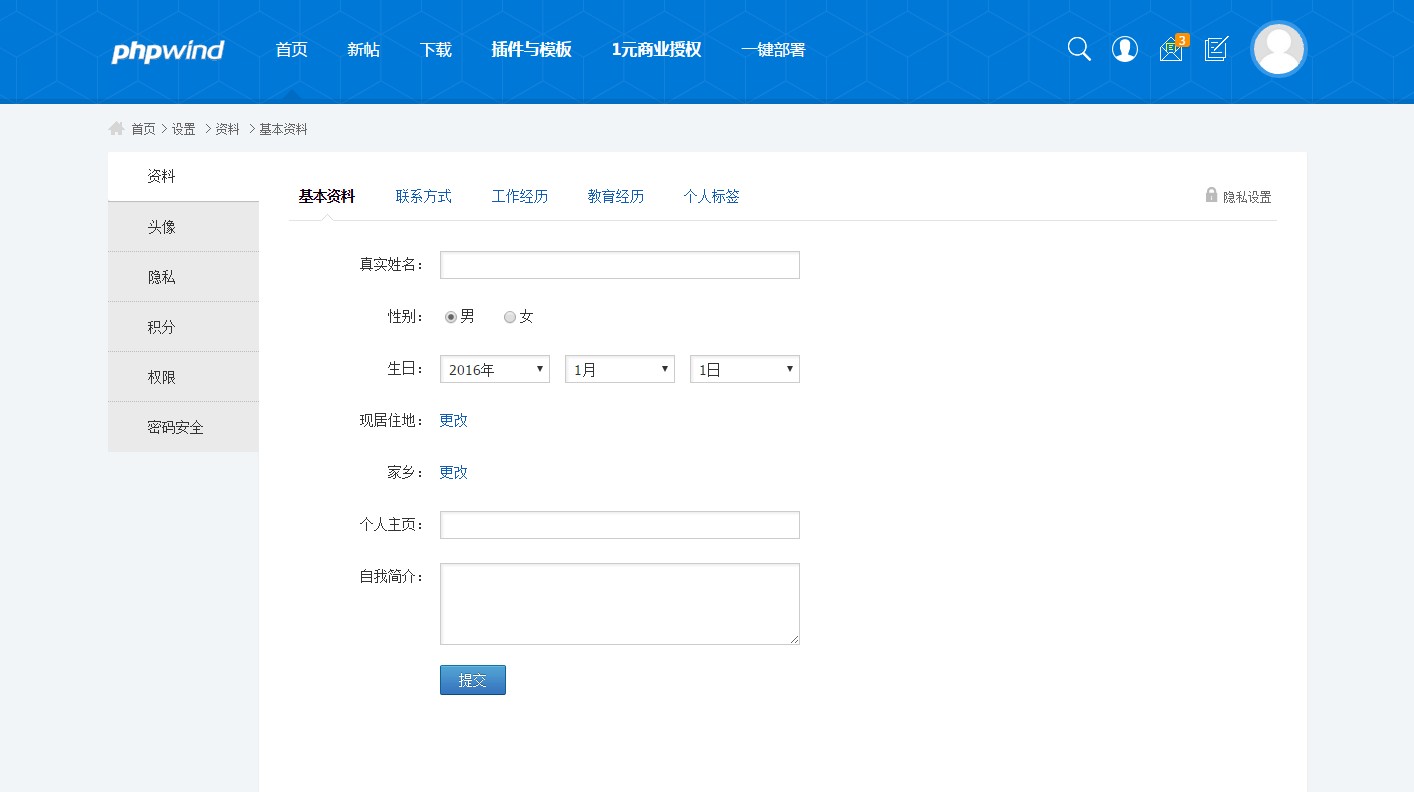 phpwind 首页 新帖 下载 插件与模板 1元商业授权 一键部署 3
首页 > 设置 > 资料 > 基本资料
资料
头像
隐私
积分
权限
密码安全
基本资料 联系方式 工作经历 教育经历 个人标签 隐私设置
真实姓名：
性别： 男 女
生日： 2016年 1月 1日
现居住地： 更改
家乡： 更改
个人主页：
自我简介：
提交